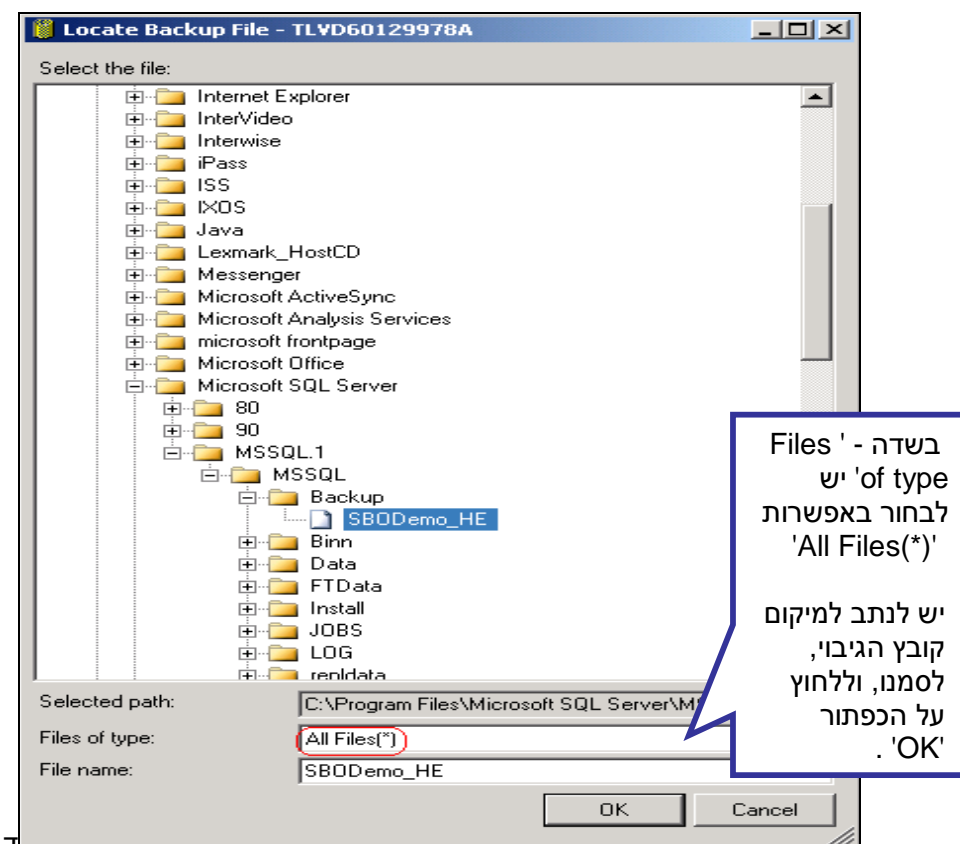 Locate Backup File - TLVD60129978A
Select the file:
Internet Explorer
InterVideo
Interwise
iPass
ISS
IXOS
Java
Lexmark_HostCD
Messenger
Microsoft ActiveSync
Microsoft Analysis Services
microsoft frontpage
Microsoft Office
Microsoft SQL Server
80
90
MSSQL.1
MSSQL
Backup
SBODemo_HE
Binn
Data
FTData
Install
JOBS
LOG
repldata
Selected path:
C:\Program Files\Microsoft SQL Server\M
Files of type:
All Files(*)
File name:
SBODemo_HE
OK Cancel
בשדה - ' Files
of type' יש
לבחור באפשרות
'All Files(*)'
יש לנתב למיקום
קובץ הגיבוי,
לסמנו, וללחוץ
על הכפתור
'OK' .